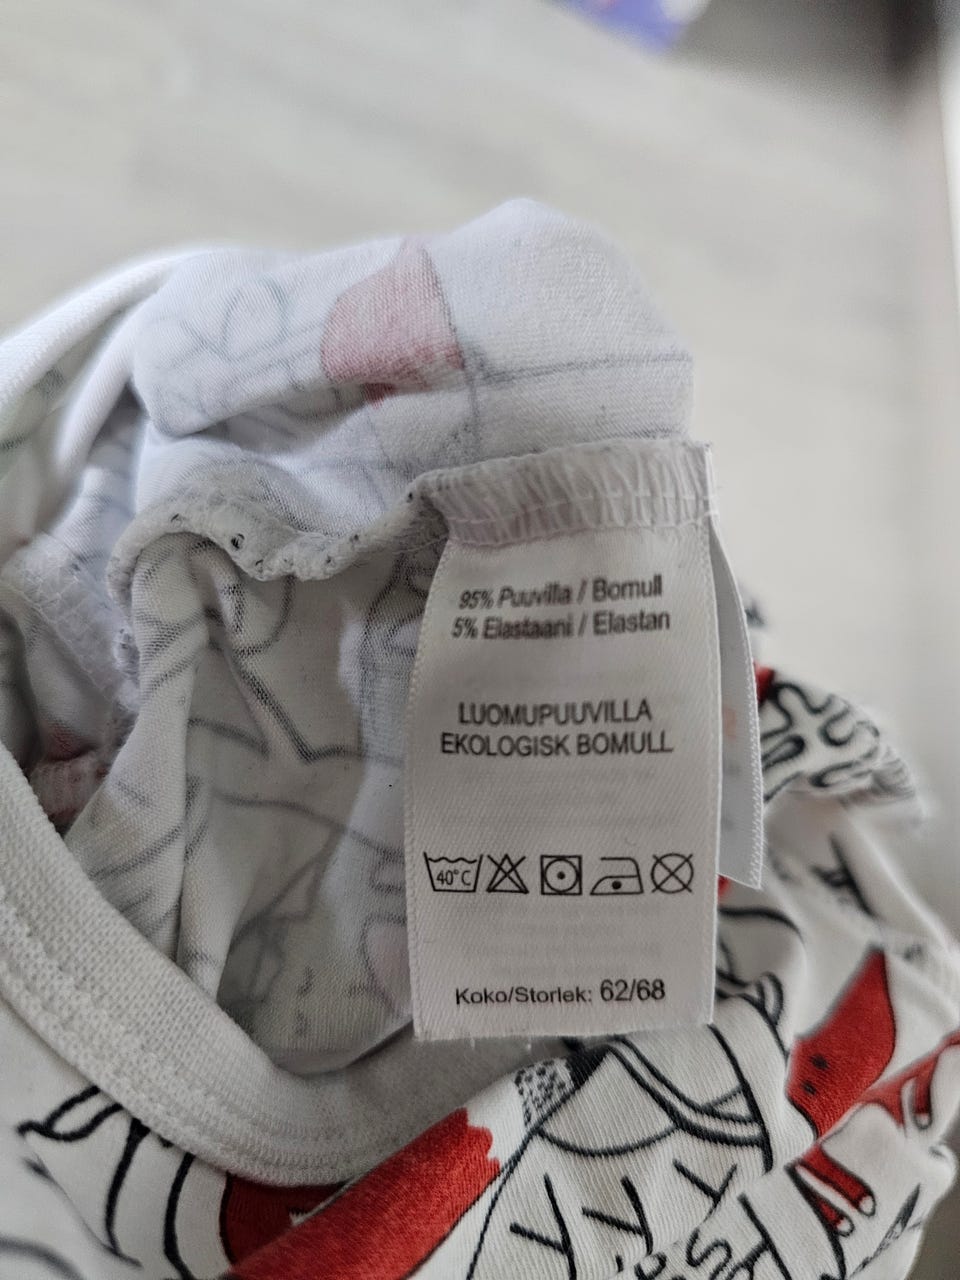 95% Puuvilla / Bomull
5% Elastaani / Elastan
LUOMUPUUVILLA
EKOLOGISK BOMULL
40°C
Koko/Storlek: 62/68